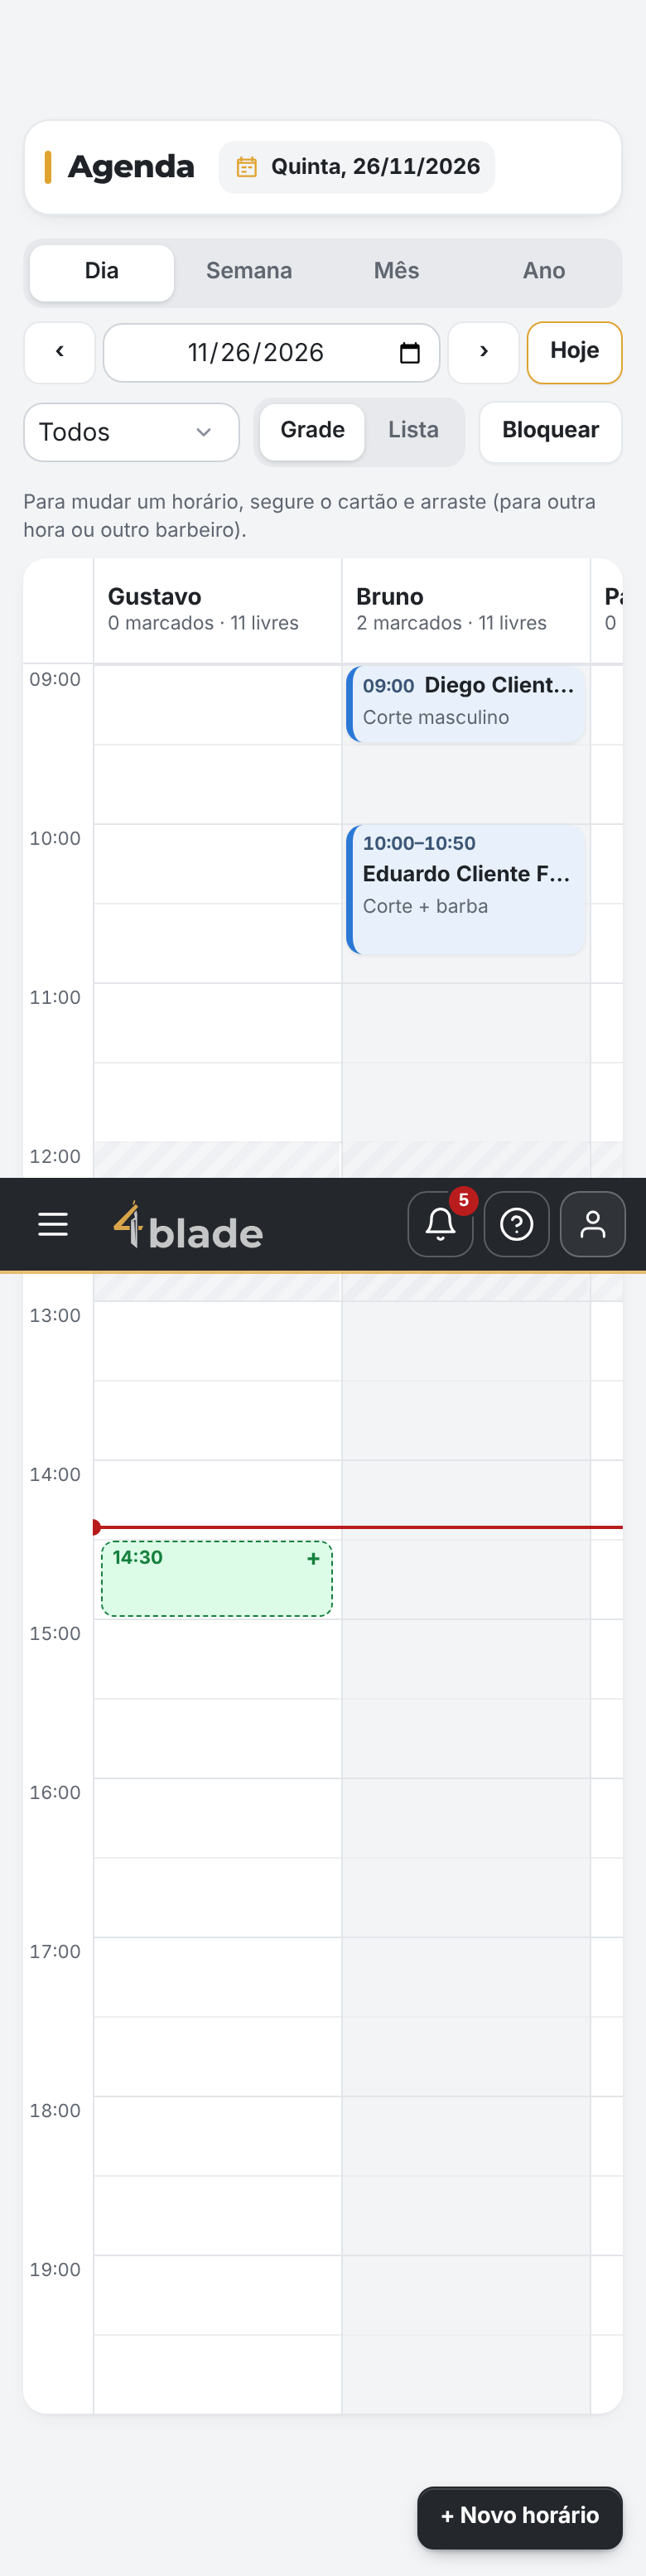 Agenda
Quinta, 26/11/2026
Dia
Semana
Mês
Ano
‹
11/26/2026
›
Hoje
Todos
Grade
Lista
Bloquear
Para mudar um horário, segure o cartão e arraste (para outra
hora ou outro barbeiro).
Gustavo
0 marcados · 11 livres
Bruno
2 marcados · 11 livres
0
09:00
09:00 Diego Client…
Corte masculino
10:00
10:00–10:50
Eduardo Cliente F…
Corte + barba
11:00
12:00
4blade
5
13:00
14:00
14:30 +
15:00
16:00
17:00
18:00
19:00
+ Novo horário